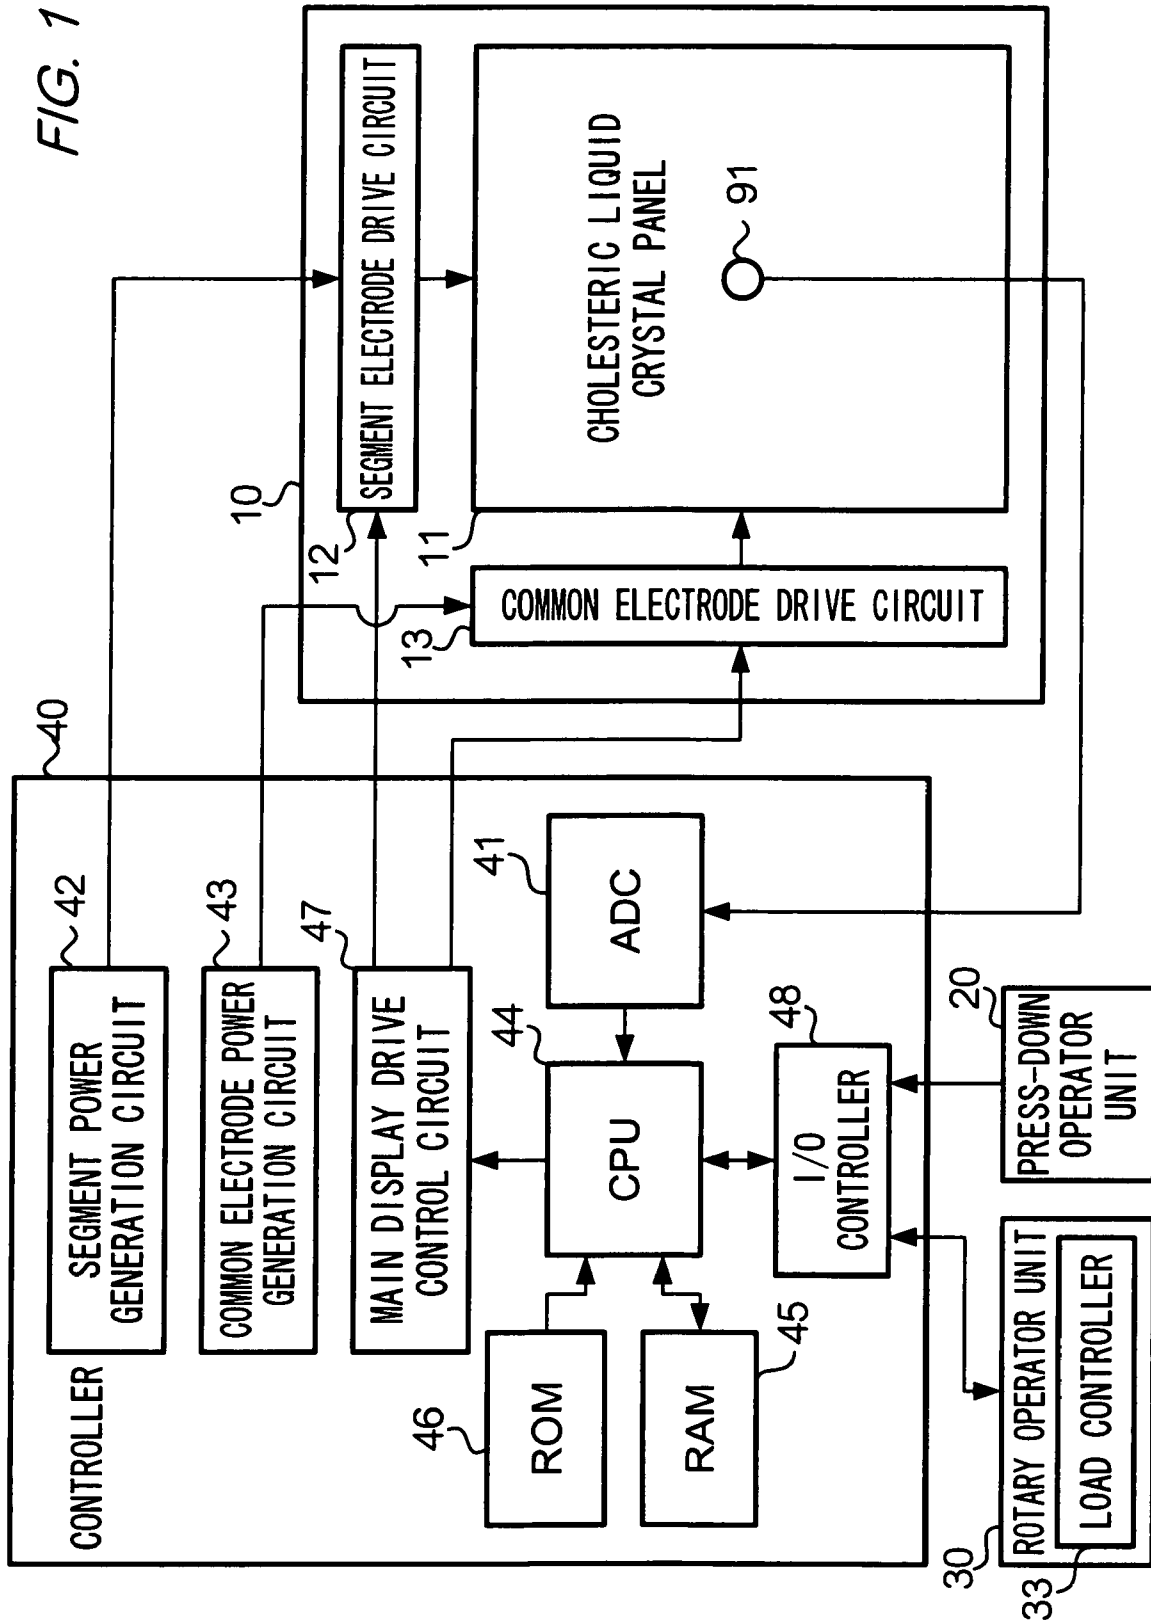 FIG. 1
40
CONTROLLER
SEGMENT POWER
GENERATION CIRCUIT
42
COMMON ELECTRODE POWER
GENERATION CIRCUIT
43
MAIN DISPLAY DRIVE
CONTROL CIRCUIT
47
46
ROM
44
CPU
41
ADC
RAM
45
I/O
CONTROLLER
48
30
ROTARY OPERATOR UNIT
33
LOAD CONTROLLER
20
PRESS-DOWN
OPERATOR
UNIT
10
12
SEGMENT ELECTRODE DRIVE CIRCUIT
13
COMMON ELECTRODE DRIVE CIRCUIT
11
CHOLESTERIC LIQUID
CRYSTAL PANEL
91